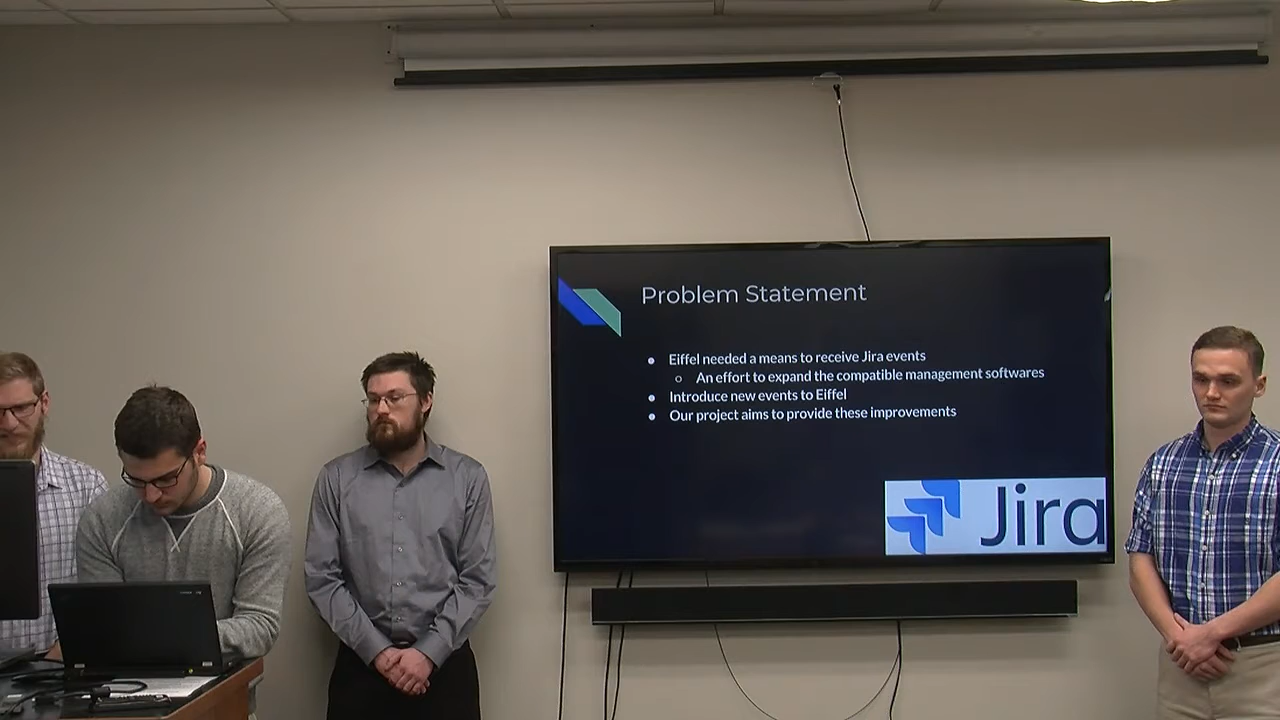 Problem Statement
● Eiffel needed a means to receive Jira events
○ An effort to expand the compatible management softwares
● Introduce new events to Eiffel
● Our project aims to provide these improvements
Jira